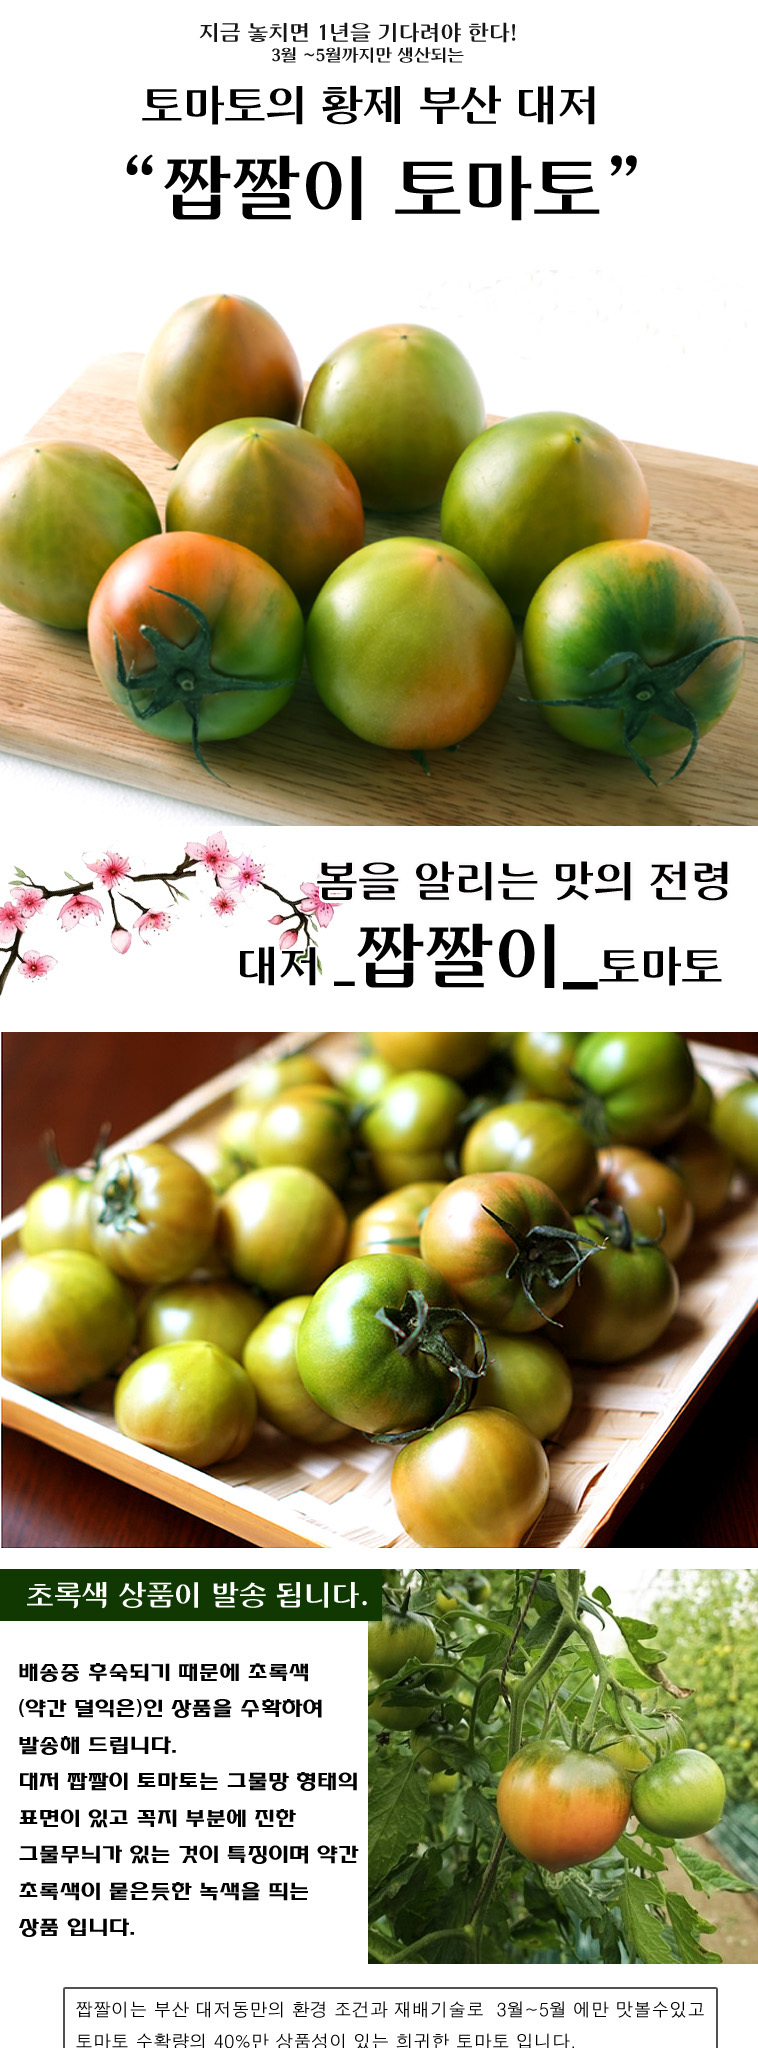 지금 놓치면 1년을 기다려야 한다!
3월 ~5월까지만 생산되는
토마토의 황제 부산 대저
“짭짤이 토마토”
봄을 알리는 맛의 전령
대저 _짭짤이_토마토
초록색 상품이 발송 됩니다.
배송중 후숙되기 때문에 초록색
(약간 덜익은)인 상품을 수확하여
발송해 드립니다.
대저 짭짤이 토마토는 그물망 형태의
표면이 있고 꼭지 부분에 진한
그물무늬가 있는 것이 특징이며 약간
초록색이 묻은듯한 녹색을 띄는
상품 입니다.
짭짤이는 부산 대저동만의 환경 조건과 재배기술로 3월~5월 에만 맛볼수있고
토마토 수확량의 40%만 상품성이 있는 희귀한 토마토 입니다.